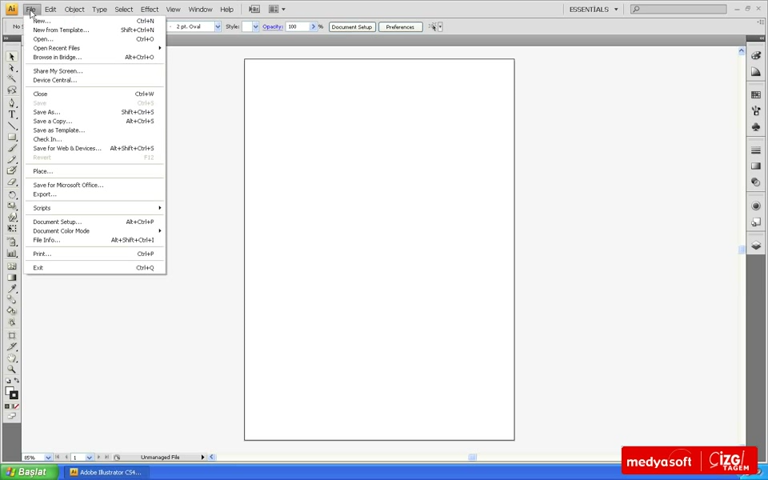 Ai File Edit Object Type Select Effect View Window Help Br ESSENTIALS
2 pt. Oval Style: Opacity: 100 % Document Setup Preferences
New... Ctrl+N
New from Template... Shift+Ctrl+N
Open... Ctrl+O
Open Recent Files
Browse in Bridge... Alt+Ctrl+O
Share My Screen...
Device Central...
Close Ctrl+W
Save Ctrl+S
Save As... Shift+Ctrl+S
Save a Copy... Alt+Ctrl+S
Save as Template...
Check In...
Save for Web & Devices... Alt+Shift+Ctrl+S
Revert F12
Place...
Save for Microsoft Office...
Export...
Scripts
Document Setup... Alt+Ctrl+P
Document Color Mode
File Info... Alt+Shift+Ctrl+I
Print... Ctrl+P
Exit Ctrl+Q
85% 1 Unmanaged File
medyasoft çizgi TAGEM
Başlat Ai Adobe Illustrator CS4...